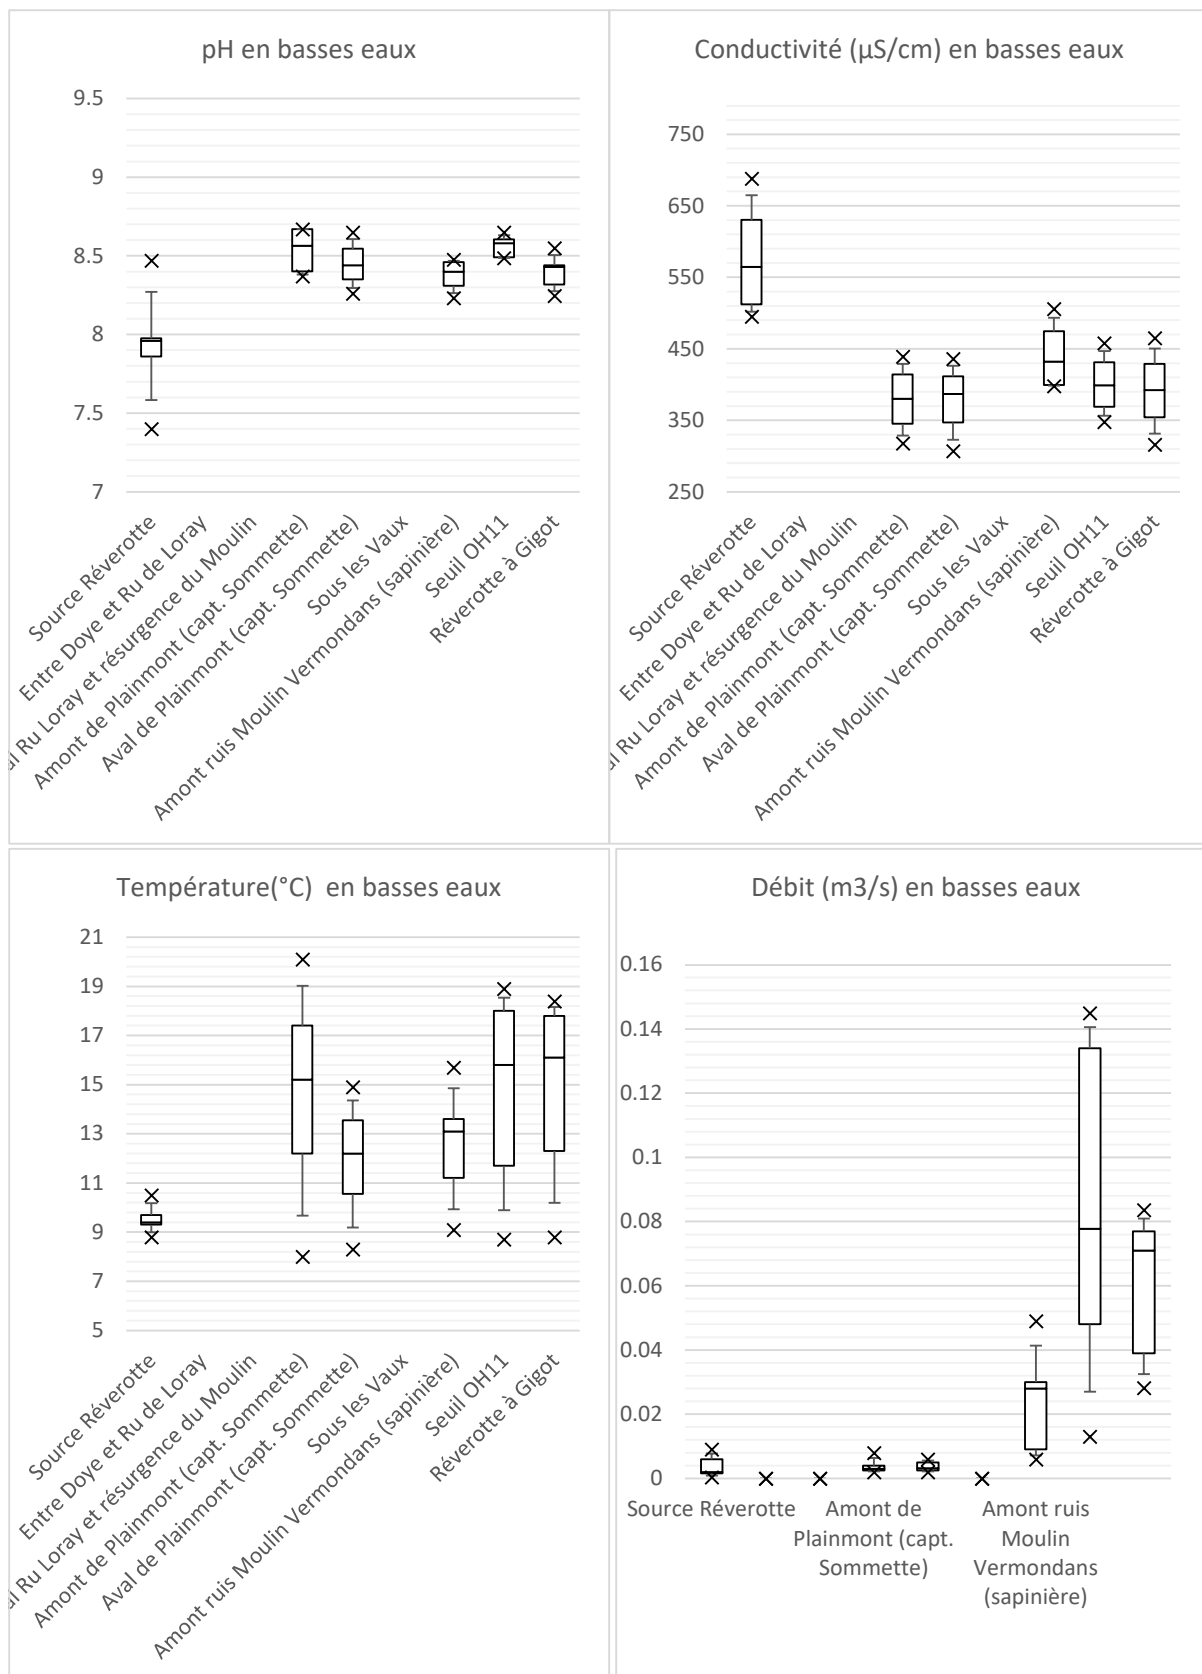 pH en basses eaux
9.5
9
8.5
8
7.5
7
Source Réverotte
Entre Doye et Ru de Loray
Ru Loray et résurgence du Moulin
Amont de Plainmont (capt. Sommette)
Aval de Plainmont (capt. Sommette)
Sous les Vaux
Amont ruis Moulin Vermondans (sapinière)
Seuil OH11
Réverotte à Gigot
Conductivité (µS/cm) en basses eaux
750
650
550
450
350
250
Source Réverotte
Entre Doye et Ru de Loray
Ru Loray et résurgence du Moulin
Amont de Plainmont (capt. Sommette)
Aval de Plainmont (capt. Sommette)
Sous les Vaux
Amont ruis Moulin Vermondans (sapinière)
Seuil OH11
Réverotte à Gigot
Température(°C) en basses eaux
21
19
17
15
13
11
9
7
5
Source Réverotte
Entre Doye et Ru de Loray
Ru Loray et résurgence du Moulin
Amont de Plainmont (capt. Sommette)
Aval de Plainmont (capt. Sommette)
Sous les Vaux
Amont ruis Moulin Vermondans (sapinière)
Seuil OH11
Réverotte à Gigot
Débit (m3/s) en basses eaux
0.16
0.14
0.12
0.1
0.08
0.06
0.04
0.02
0
Source Réverotte
Amont de
Plainmont (capt.
Sommette)
Amont ruis
Moulin
Vermondans
(sapinière)